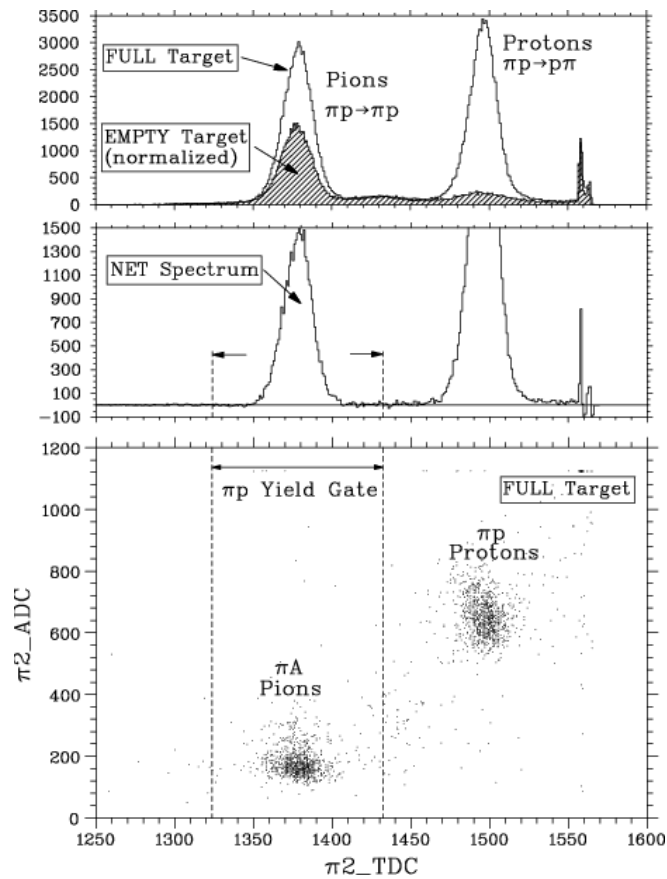 3500
3000
2500
2000
1500
1000
500
0
FULL Target
EMPTY Target
(normalized)
Pions
πp→πp
Protons
πp→pπ
1500
1300
1100
900
700
500
300
100
−100
NET Spectrum
1200
1000
800
600
400
200
0
πp Yield Gate
FULL Target
πp
Protons
πA
Pions
π2_ADC
1250 1300 1350 1400 1450 1500 1550 1600
π2_TDC